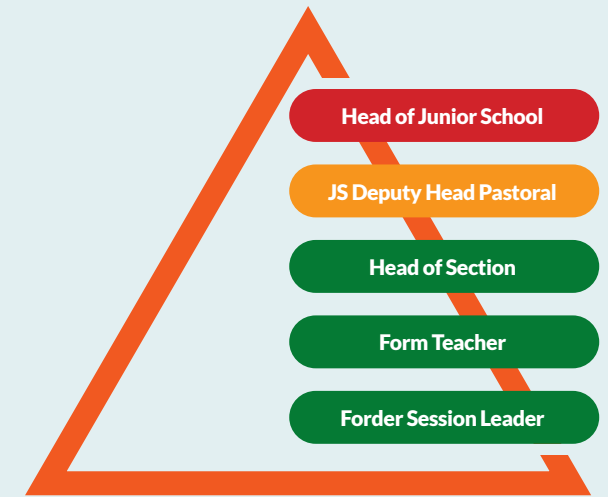 Head of Junior School
JS Deputy Head Pastoral
Head of Section
Form Teacher
Forder Session Leader